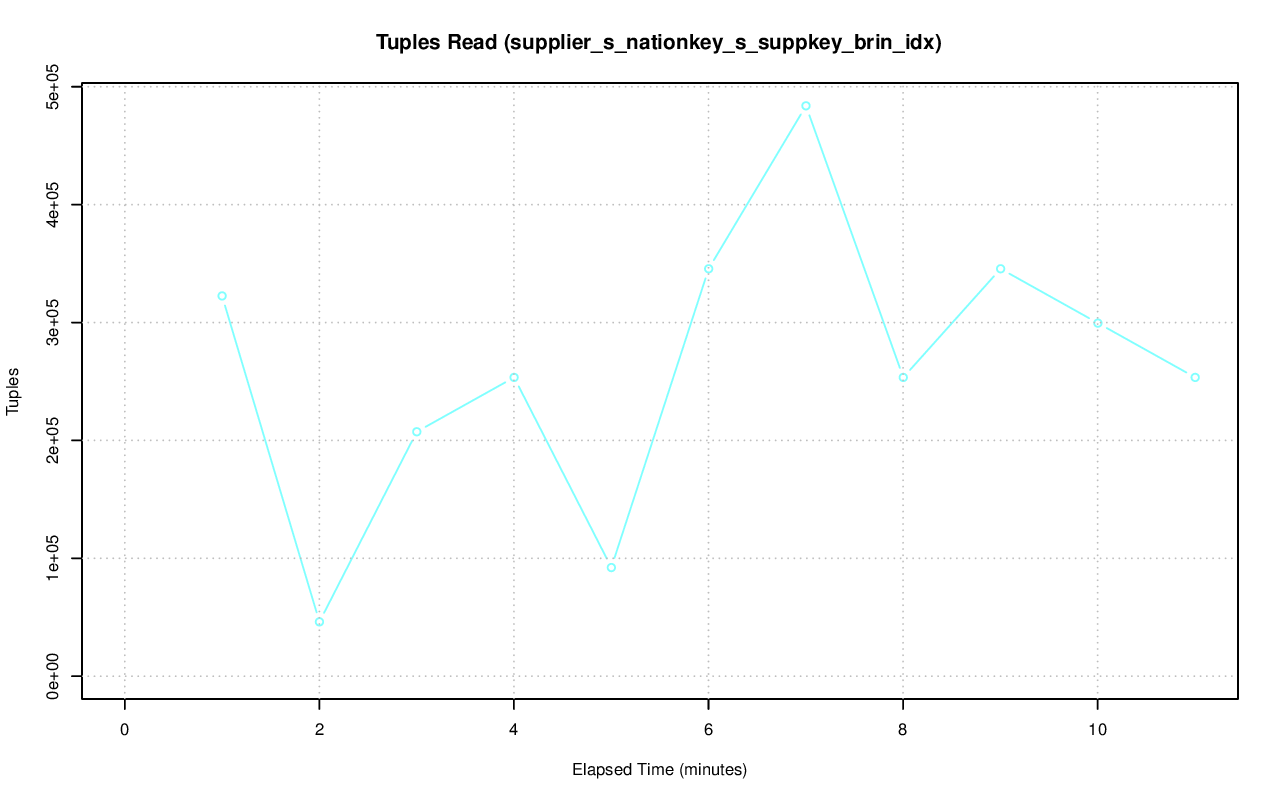 Tuples Read (supplier_s_nationkey_s_suppkey_brin_idx)
5e+05
4e+05
3e+05
2e+05
1e+05
0e+00
Tuples
0 2 4 6 8 10
Elapsed Time (minutes)